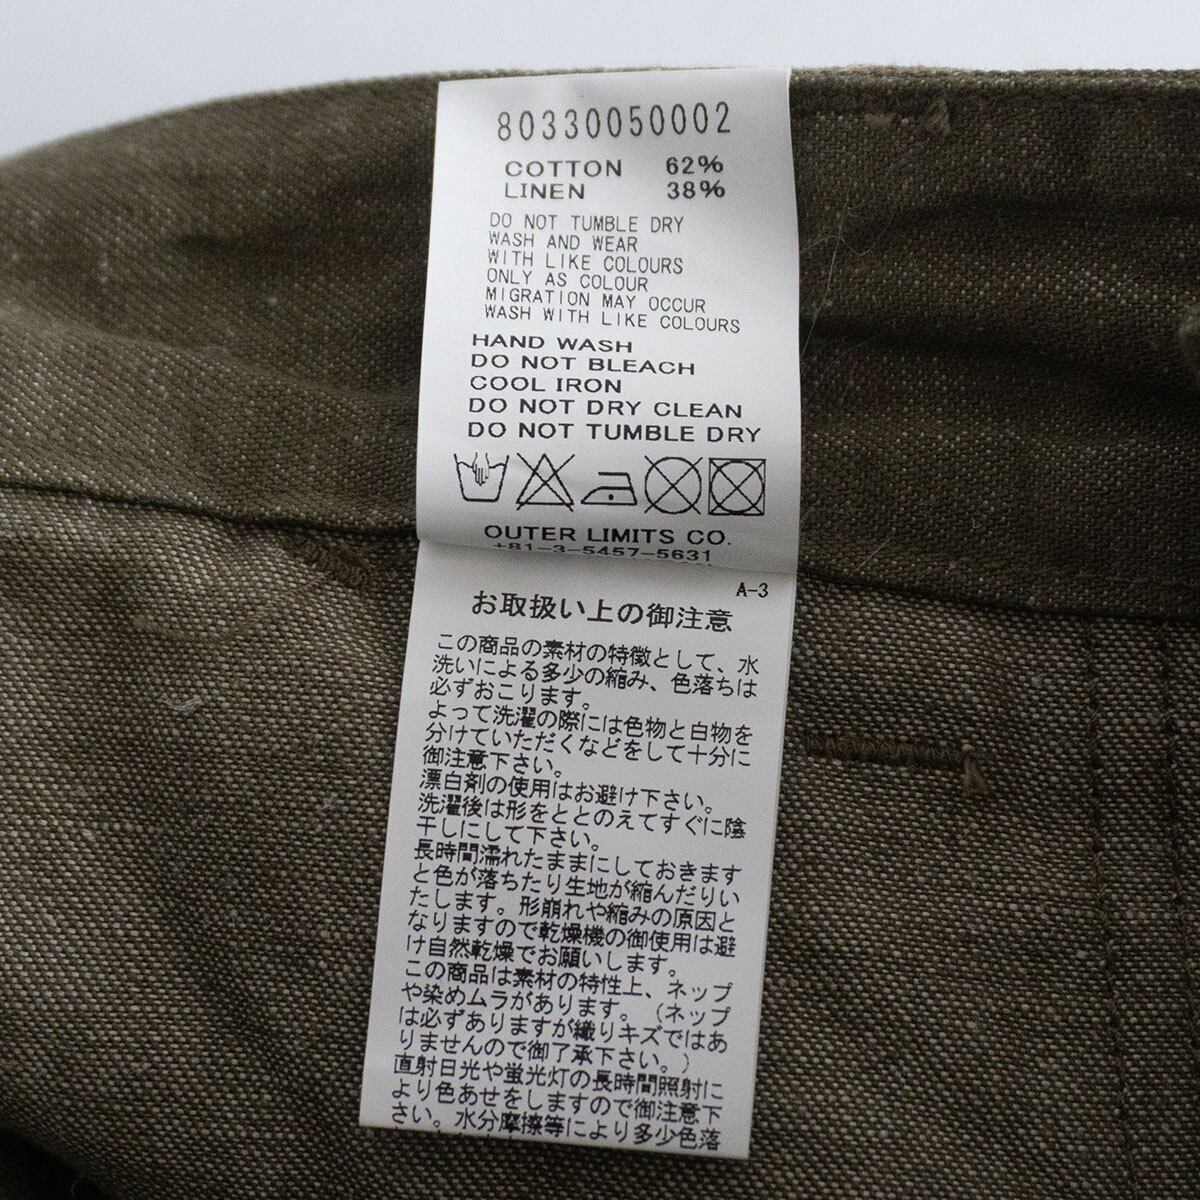 80330050002
COTTON 62%
LINEN 38%
DO NOT TUMBLE DRY
WASH AND WEAR
WITH LIKE COLOURS
ONLY AS COLOUR
MIGRATION MAY OCCUR
WASH WITH LIKE COLOURS
HAND WASH
DO NOT BLEACH
COOL IRON
DO NOT DRY CLEAN
DO NOT TUMBLE DRY
OUTER LIMITS CO.
+81-3-5457-5631
A-3
お取扱い上の御注意
この商品の素材の特徴として、水
洗いによる多少の縮み、色落ちは
必ずおこります。
よって洗濯の際には色物と白物を
分けていただくなどをして十分に
御注意下さい。
漂白剤の使用はお避け下さい。
洗濯後は形をととのえてすぐに陰
干しにして下さい。
長時間濡れたままにしておきます
と色が落ちたり生地が縮んだりい
たします。形崩れや縮みの原因と
なりますので乾燥機の御使用は避
け自然乾燥でお願いします。
この商品は素材の特性上、ネップ
や染めムラがあります。（ネップ
は必ずありますが織りキズではあ
りませんので御了承下さい。）
直射日光や蛍光灯の長時間照射に
より色あせをしますので御注意下
さい。水分摩擦等により多少色落